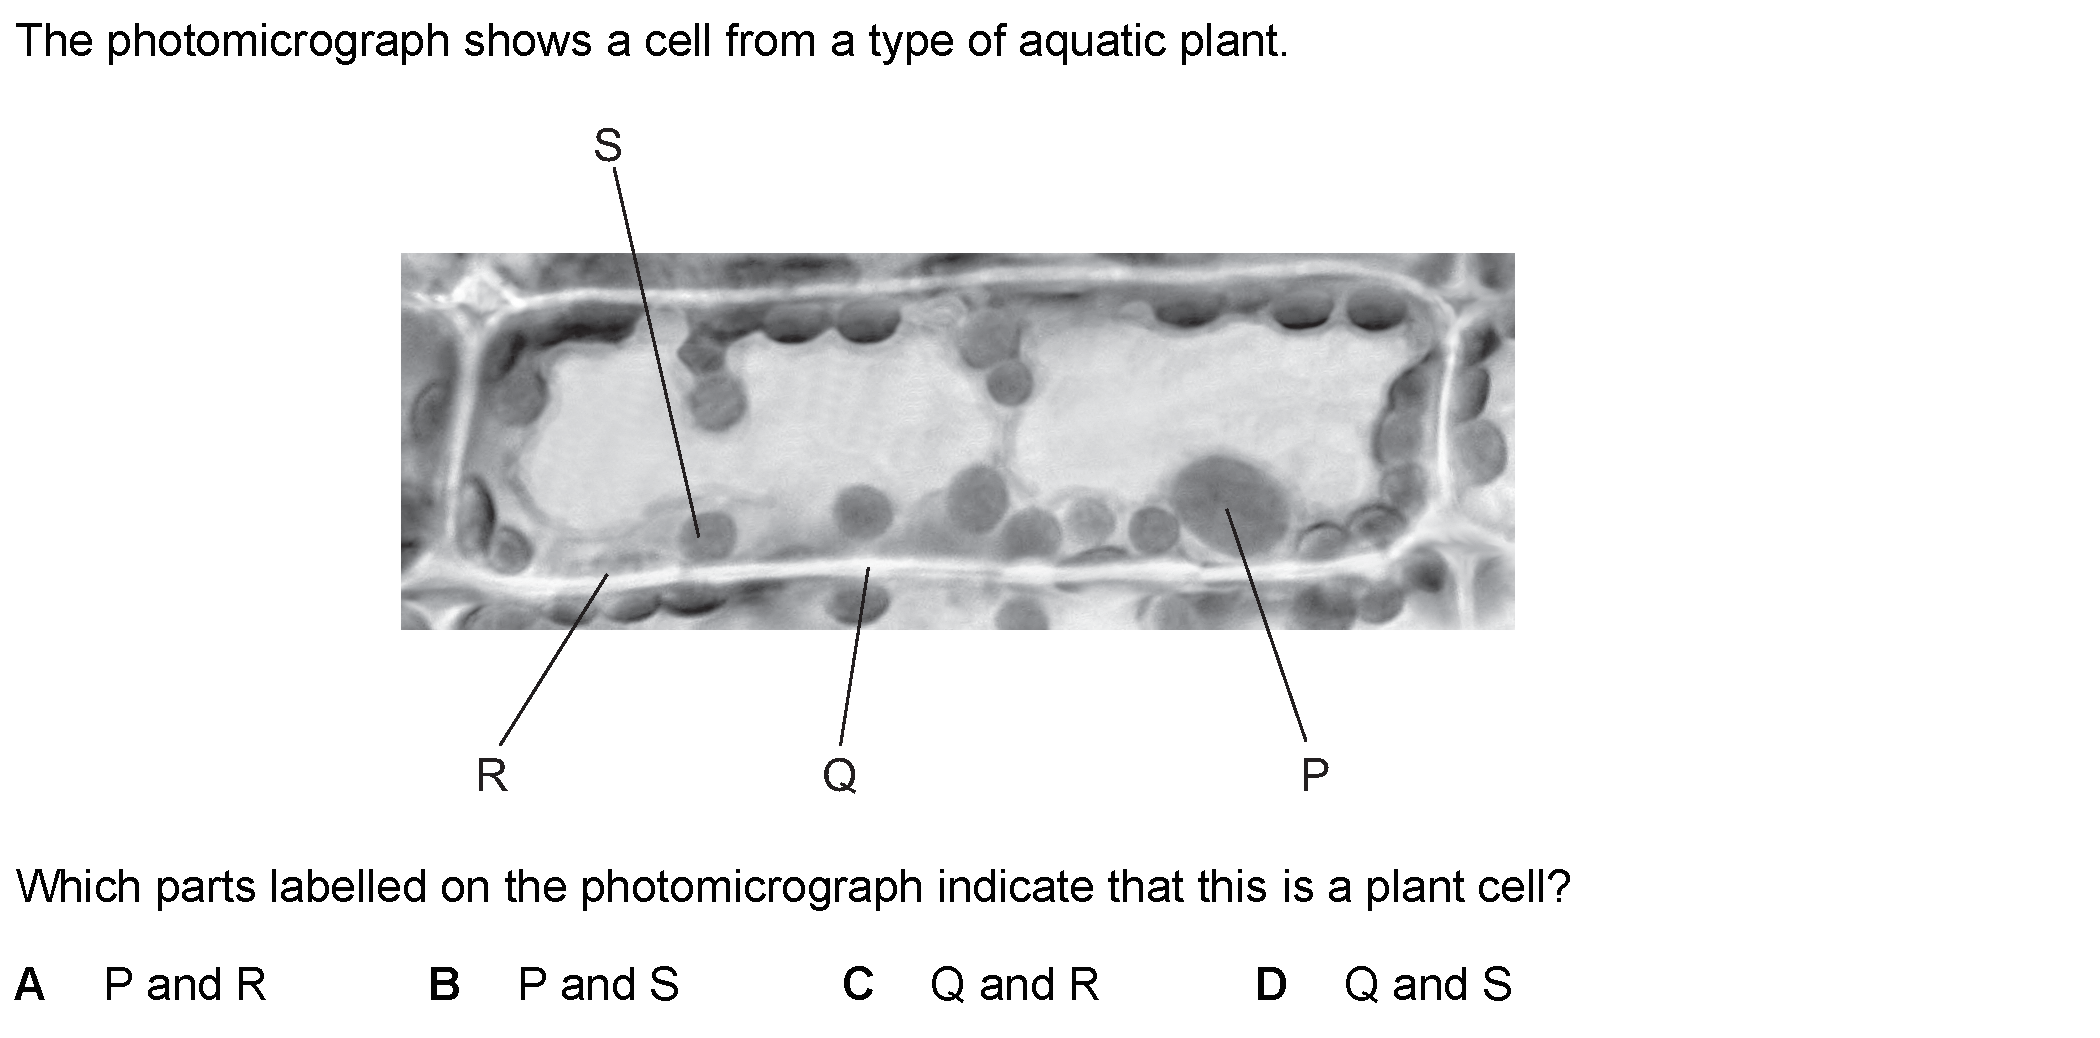 The photomicrograph shows a cell from a type of aquatic plant.
S
R Q P
Which parts labelled on the photomicrograph indicate that this is a plant cell?
A P and R B P and S C Q and R D Q and S